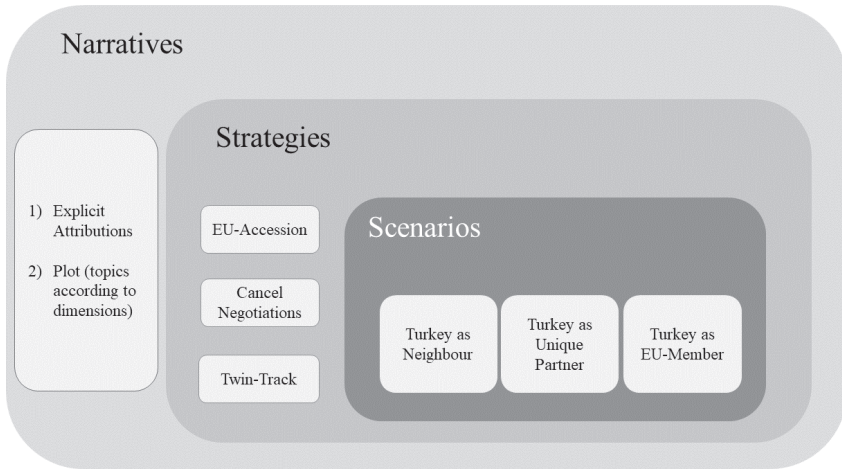 Narratives
1) Explicit
Attributions
2) Plot (topics
according to
dimensions)
Strategies
EU-Accession
Cancel
Negotiations
Twin-Track
Scenarios
Turkey as
Neighbour
Turkey as
Unique
Partner
Turkey as
EU-Member